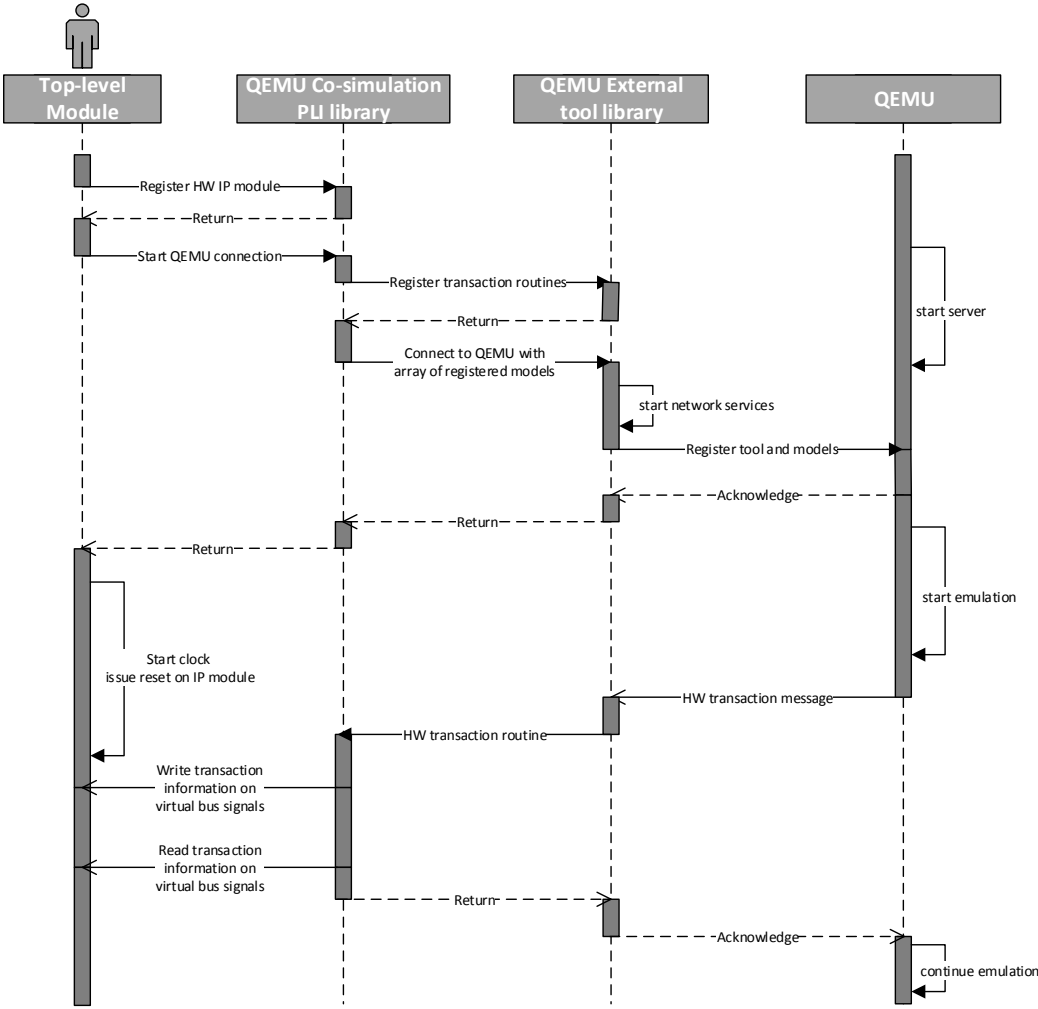 Top-level
Module
QEMU Co-simulation
PLI library
QEMU External
tool library
QEMU
Register HW IP module
Return
Start QEMU connection
Register transaction routines
start server
Return
Connect to QEMU with
array of registered models
start network services
Register tool and models
Acknowledge
Return
Return
start emulation
Start clock
issue reset on IP module
HW transaction message
HW transaction routine
Write transaction
information on
virtual bus signals
Read transaction
information on
virtual bus signals
Return
Acknowledge
continue emulation